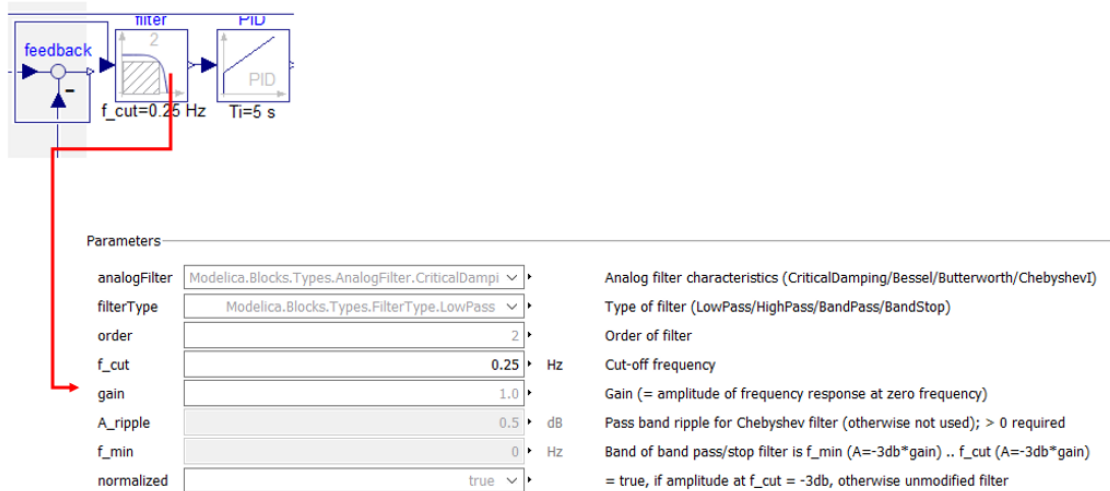 filter
PID
feedback
2
PID
-
f_cut=0.25 Hz
Ti=5 s
Parameters
analogFilter Modelica.Blocks.Types.AnalogFilter.CriticalDampi Analog filter characteristics (CriticalDamping/Bessel/Butterworth/ChebyshevI)
filterType Modelica.Blocks.Types.FilterType.LowPass Type of filter (LowPass/HighPass/BandPass/BandStop)
order 2 Order of filter
f_cut 0.25 Hz Cut-off frequency
gain 1.0 Gain (= amplitude of frequency response at zero frequency)
A_ripple 0.5 dB Pass band ripple for Chebyshev filter (otherwise not used); > 0 required
f_min 0 Hz Band of band pass/stop filter is f_min (A=-3db*gain) .. f_cut (A=-3db*gain)
normalized true = true, if amplitude at f_cut = -3db, otherwise unmodified filter